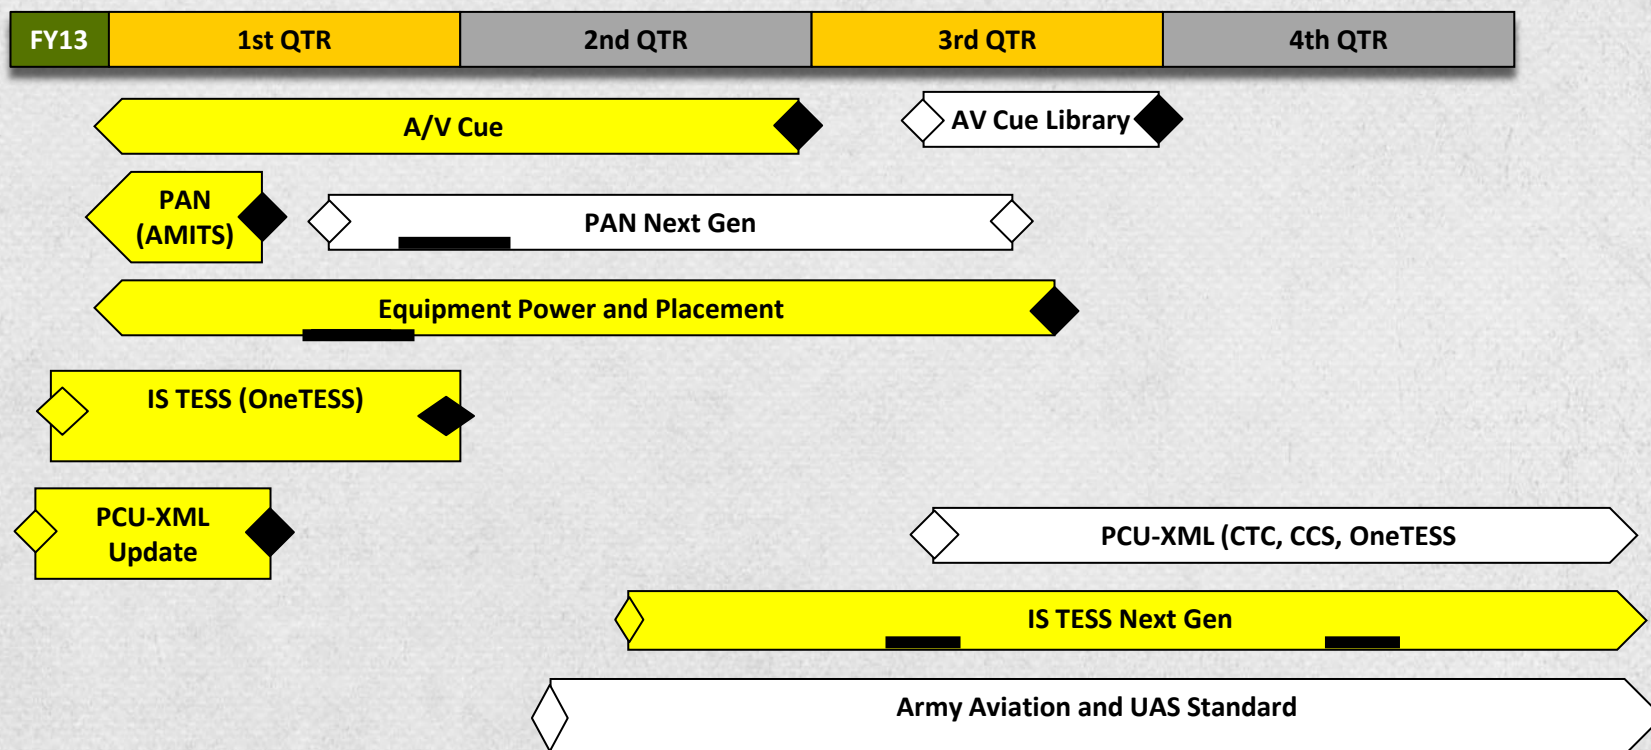 FY13
1st QTR
2nd QTR
3rd QTR
4th QTR
A/V Cue
AV Cue Library
PAN
(AMITS)
PAN Next Gen
Equipment Power and Placement
IS TESS (OneTESS)
PCU-XML
Update
PCU-XML (CTC, CCS, OneTESS
IS TESS Next Gen
Army Aviation and UAS Standard